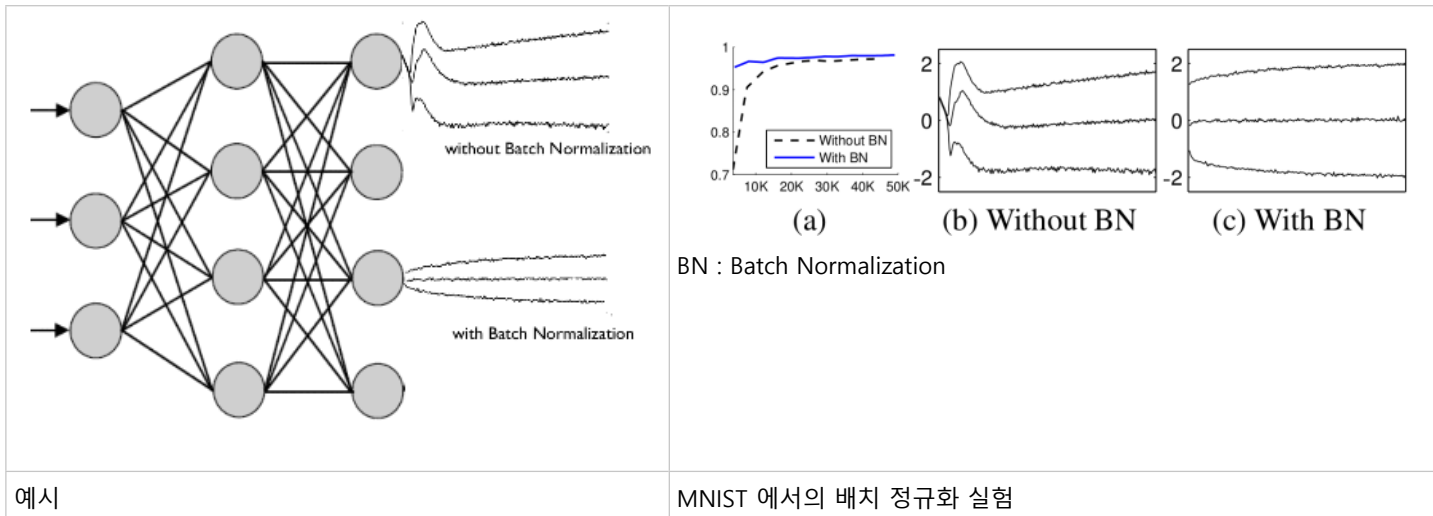 without Batch Normalization
with Batch Normalization
1
0.9
0.8
0.7
10K 20K 30K 40K 50K
Without BN
With BN
(a)
2
0
-2
(b) Without BN
2
0
-2
(c) With BN
BN : Batch Normalization
예시
MNIST 에서의 배치 정규화 실험